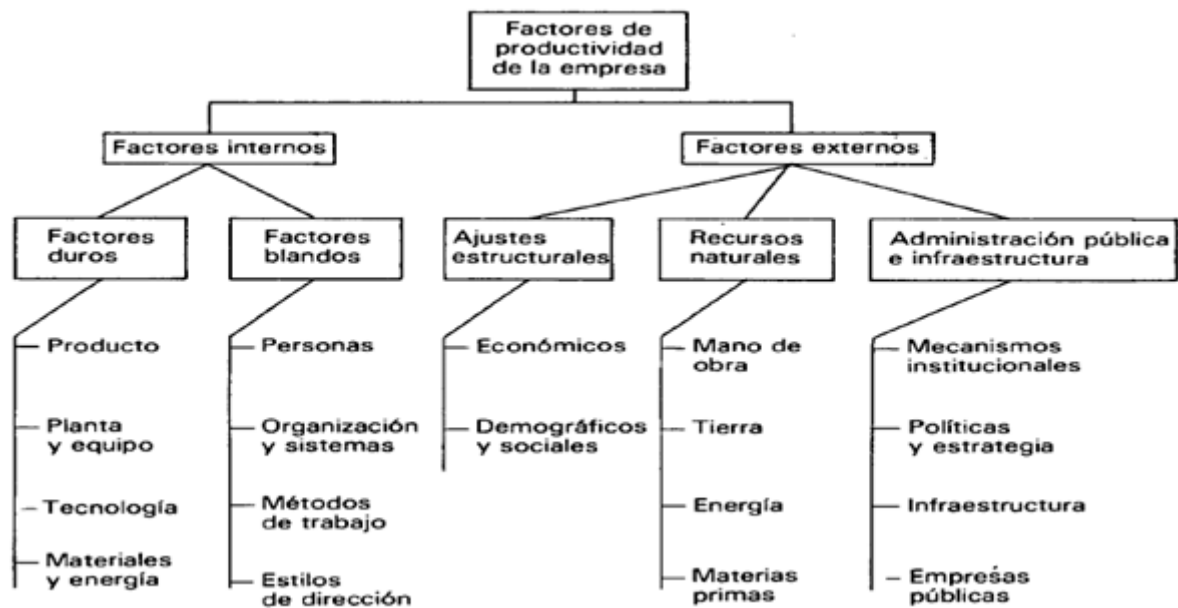 Factores de
productividad
de la empresa
Factores internos
Factores externos
Factores
duros
Factores
blandos
Ajustes
estructurales
Recursos
naturales
Administración pública
e infraestructura
Producto
Planta
y equipo
Tecnología
Materiales
y energía
Personas
Organización
y sistemas
Métodos
de trabajo
Estilos
de dirección
Económicos
Demográficos
y sociales
Mano de
obra
Tierra
Energía
Materias
primas
Mecanismos
institucionales
Políticas
y estrategia
Infraestructura
Empresas
públicas